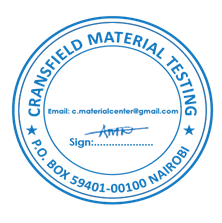 CRANSFIELD MATERIAL TESTING
Email: c.materialcenter@gmail.com
Sign:....................
★ P.O. BOX 59401-00100 NAIROBI ★